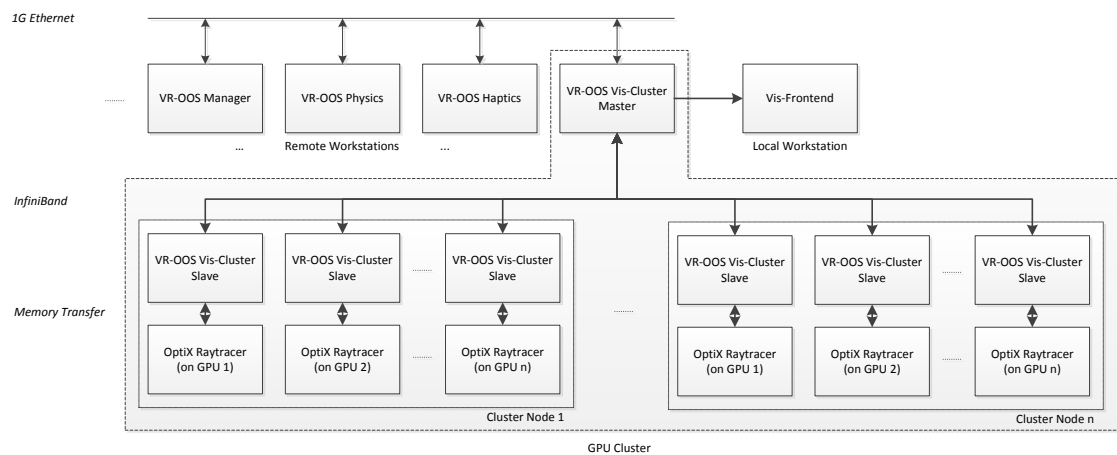 1G Ethernet
VR-OOS Manager
VR-OOS Physics
VR-OOS Haptics
VR-OOS Vis-Cluster
Master
Vis-Frontend
.........
...
Remote Workstations
...
Local Workstation
InfiniBand
VR-OOS Vis-Cluster
Slave
VR-OOS Vis-Cluster
Slave
.........
VR-OOS Vis-Cluster
Slave
VR-OOS Vis-Cluster
Slave
VR-OOS Vis-Cluster
Slave
.........
VR-OOS Vis-Cluster
Slave
Memory Transfer
.........
OptiX Raytracer
(on GPU 1)
OptiX Raytracer
(on GPU 2)
.........
OptiX Raytracer
(on GPU n)
OptiX Raytracer
(on GPU 1)
OptiX Raytracer
(on GPU 2)
.........
OptiX Raytracer
(on GPU n)
Cluster Node 1
Cluster Node n
GPU Cluster